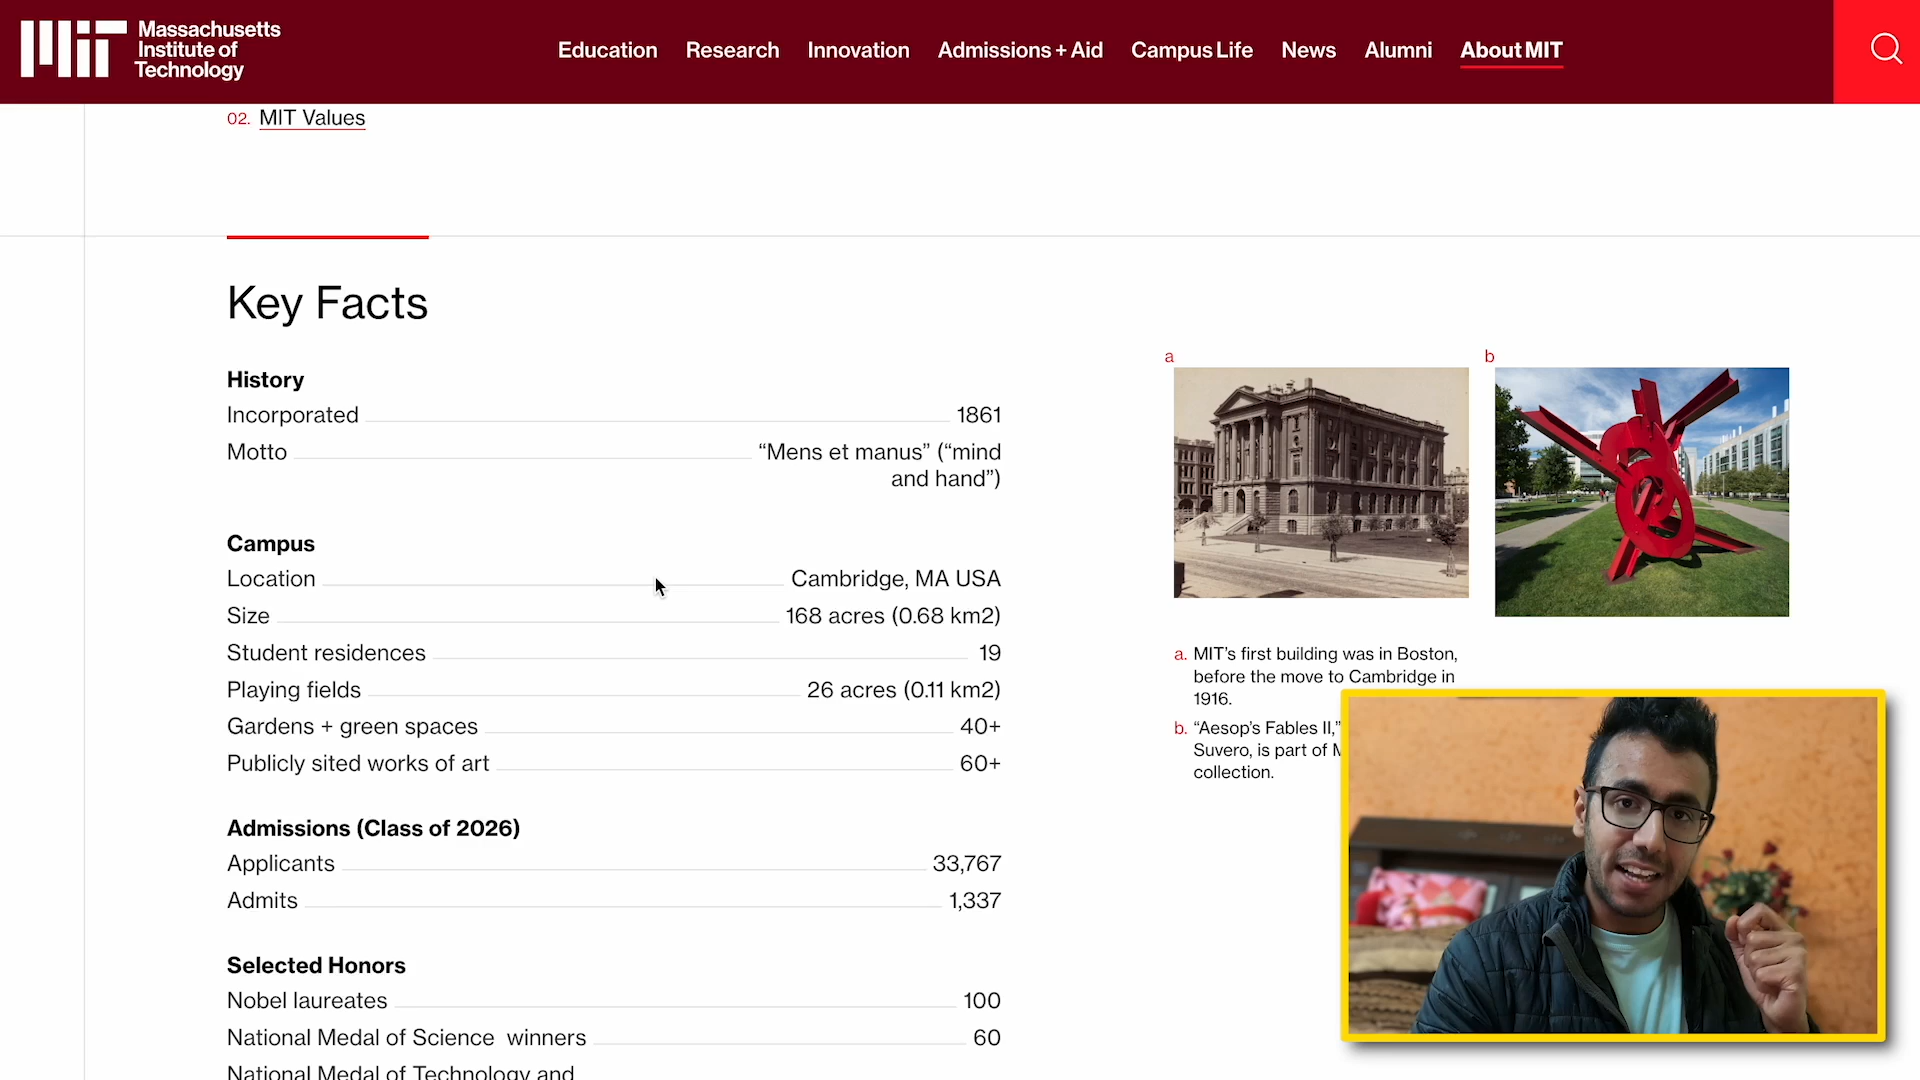 Massachusetts
Institute of
Technology
Education Research Innovation Admissions + Aid Campus Life News Alumni About MIT
02. MIT Values
Key Facts
History
Incorporated 1861
Motto “Mens et manus” (“mind
and hand”)
Campus
Location Cambridge, MA USA
Size 168 acres (0.68 km2)
Student residences 19
Playing fields 26 acres (0.11 km2)
Gardens + green spaces 40+
Publicly sited works of art 60+
Admissions (Class of 2026)
Applicants 33,767
Admits 1,337
Selected Honors
Nobel laureates 100
National Medal of Science winners 60
National Medal of Technology and
a
b
a. MIT’s first building was in Boston,
before the move to Cambridge in
1916.
b. “Aesop’s Fables II,”
Suvero, is part of
collection.